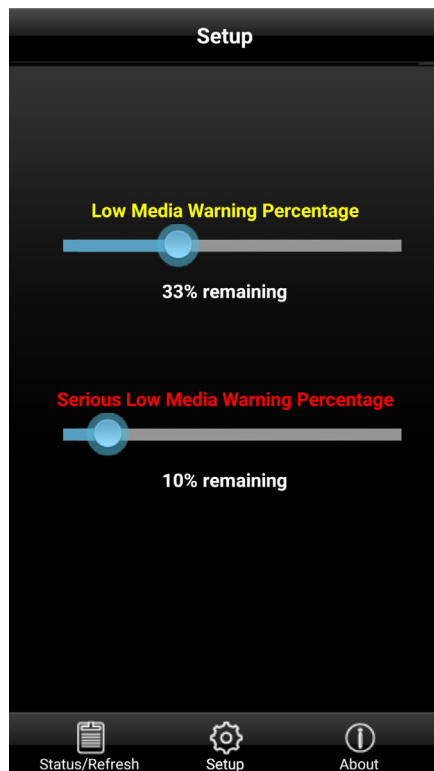 Setup
Low Media Warning Percentage
33% remaining
Serious Low Media Warning Percentage
10% remaining
Status/Refresh
Setup
About